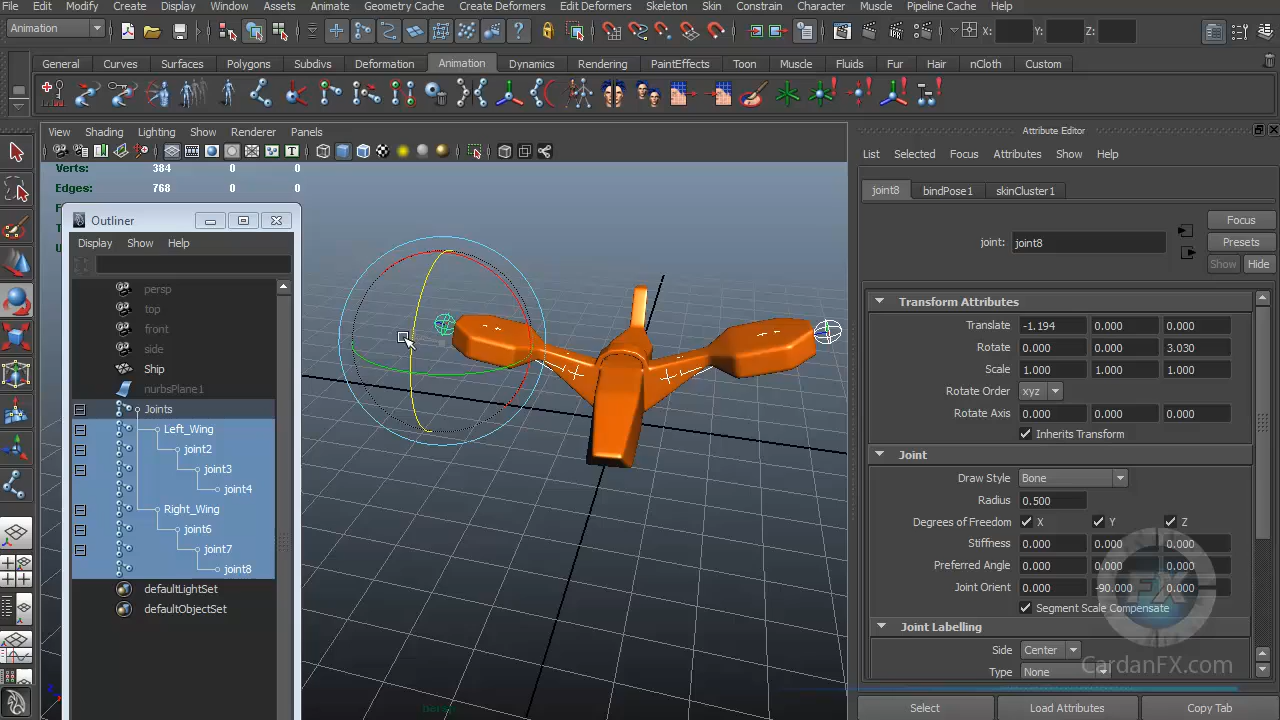 File Edit Modify Create Display Window Assets Animate Geometry Cache Create Deformers Edit Deformers Skeleton Skin Constrain Character Muscle Pipeline Cache Help
Animation X: Y: Z:
General Curves Surfaces Polygons Subdivs Deformation Animation Dynamics Rendering PaintEffects Toon Muscle Fluids Fur Hair nCloth Custom
View Shading Lighting Show Renderer Panels
Verts: 384 0 0
Edges: 768 0 0
Outliner
Display Show Help
persp
top
front
side
Ship
nurbsPlane1
Joints
Left_Wing
joint2
joint3
joint4
Right_Wing
joint6
joint7
joint8
defaultLightSet
defaultObjectSet
persp
Attribute Editor
List Selected Focus Attributes Show Help
joint8 bindPose1 skinCluster1
joint: joint8
Focus
Presets
Show Hide
Transform Attributes
Translate -1.194 0.000 0.000
Rotate 0.000 0.000 3.030
Scale 1.000 1.000 1.000
Rotate Order xyz
Rotate Axis 0.000 0.000 0.000
Inherits Transform
Joint
Draw Style Bone
Radius 0.500
Degrees of Freedom X Y Z
Stiffness 0.000 0.000 0.000
Preferred Angle 0.000 0.000 0.000
Joint Orient 0.000 -90.000 0.000
Segment Scale Compensate
Joint Labelling
Side Center
Type None
FX
CardanFX.com
Select Load Attributes Copy Tab